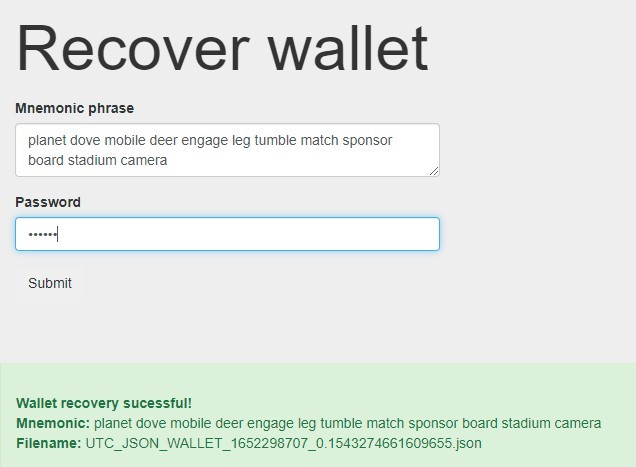 Recover wallet
Mnemonic phrase
planet dove mobile deer engage leg tumble match sponsor
board stadium camera
Password
••••••
Submit
Wallet recovery sucessful!
Mnemonic: planet dove mobile deer engage leg tumble match sponsor board stadium camera
Filename: UTC_JSON_WALLET_1652298707_0.1543274661609655.json